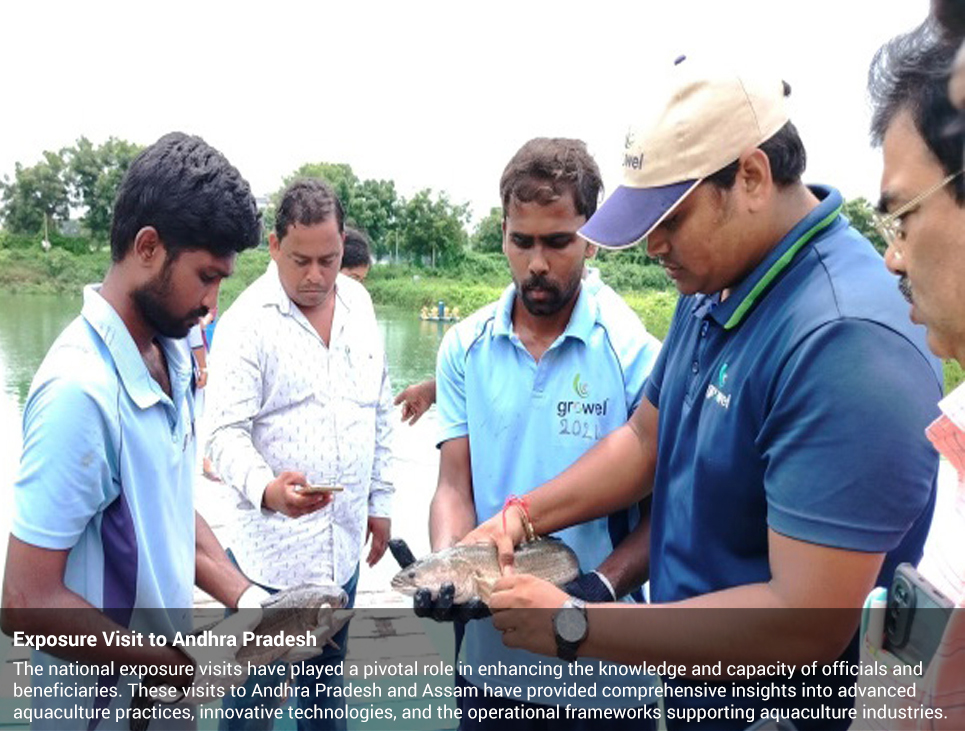 wel
growel
2021
growel
Exposure Visit to Andhra Pradesh
The national exposure visits have played a pivotal role in enhancing the knowledge and capacity of officials and
beneficiaries. These visits to Andhra Pradesh and Assam have provided comprehensive insights into advanced
aquaculture practices, innovative technologies, and the operational frameworks supporting aquaculture industries.